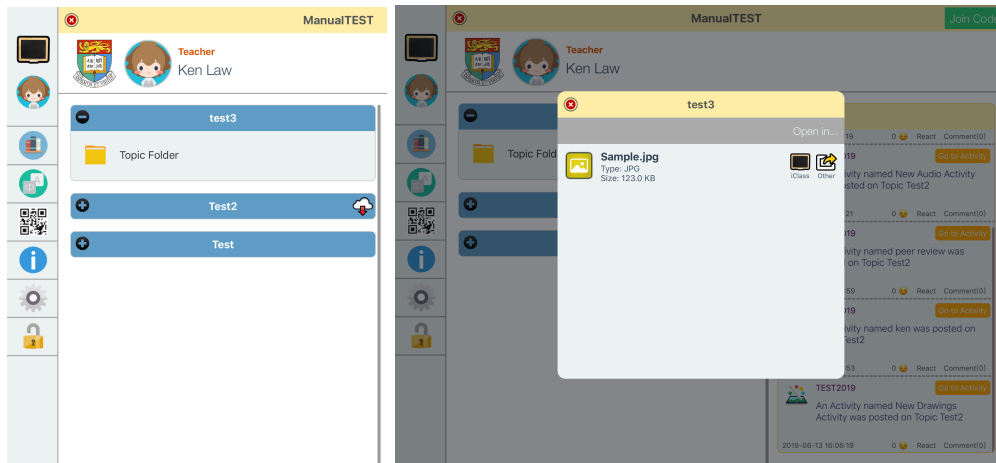 ManualTEST
Teacher
Ken Law
test3
Topic Folder
Test2
Test
ManualTEST
Join Code
Teacher
Ken Law
test3
Open in...
Sample.jpg
Type: JPG
Size: 123.0 KB
iClass
Other
Topic Fold
19 0 React Comment(0)
019 Go to Activity
ivity named New Audio Activity
osted on Topic Test2
21 0 React Comment(0)
019 Go to Activity
ivity named peer review was
on Topic Test2
59 0 React Comment(0)
019 Go to Activity
ivity named ken was posted on
Test2
53 0 React Comment(0)
TEST2019 Go to Activity
An Activity named New Drawings
Activity was posted on Topic Test2
2019-06-13 16:06:19 0 React Comment(0)